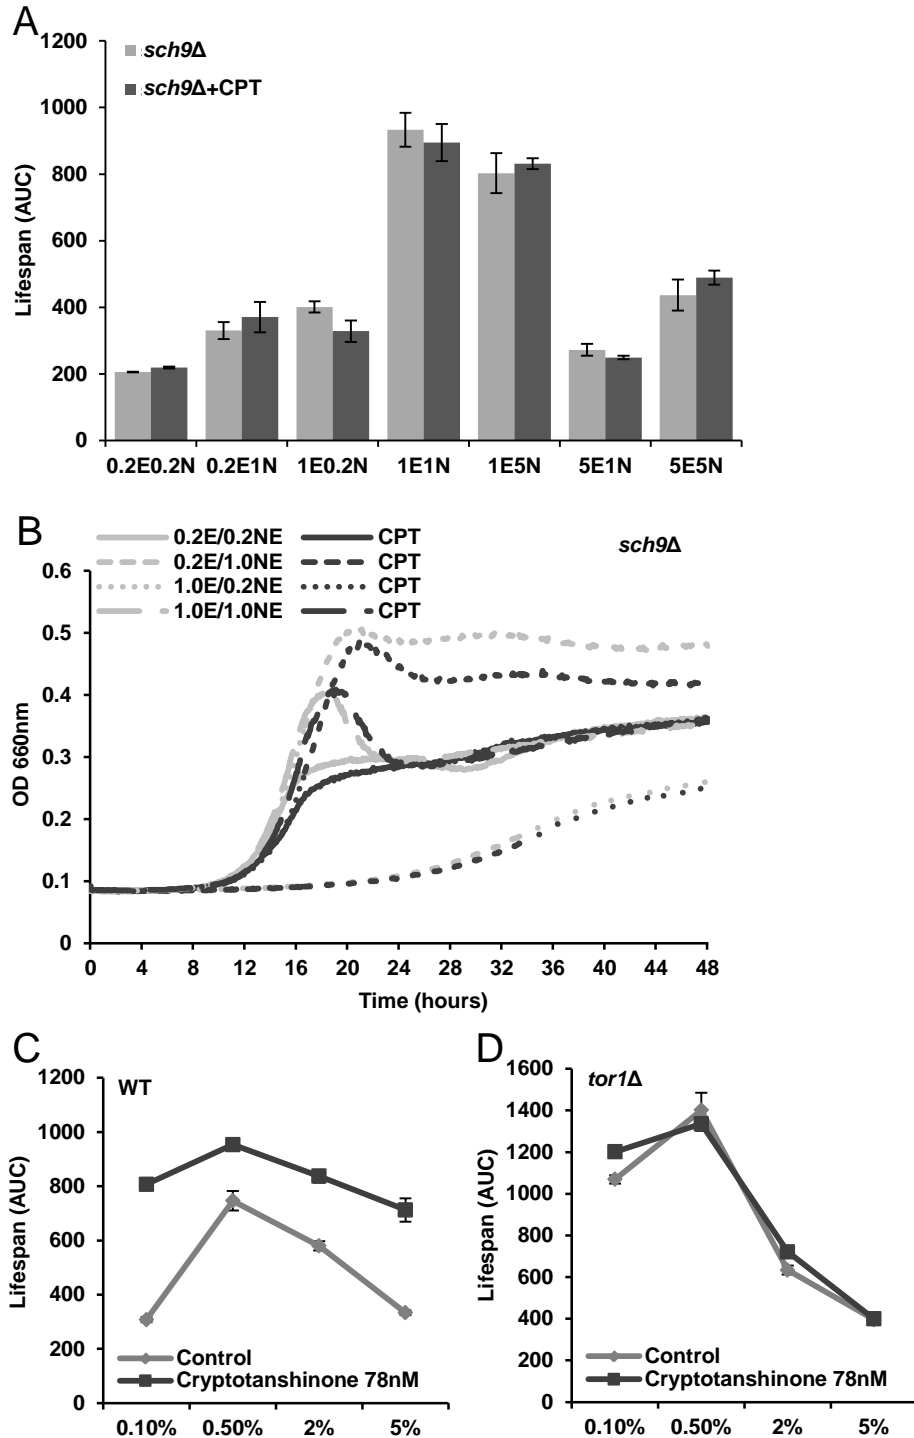 A
1200
1000
800
600
400
200
0
Lifespan (AUC)
sch9Δ
sch9Δ+CPT
0.2E0.2N 0.2E1N 1E0.2N 1E1N 1E5N 5E1N 5E5N
B
0.2E/0.2NE CPT
0.2E/1.0NE CPT
1.0E/0.2NE CPT
1.0E/1.0NE CPT
sch9Δ
0.6
0.5
0.4
0.3
0.2
0.1
0
OD 660nm
0 4 8 12 16 20 24 28 32 36 40 44 48
Time (hours)
C
WT
1200
1000
800
600
400
200
0
Lifespan (AUC)
Control
Cryptotanshinone 78nM
0.10% 0.50% 2% 5%
D
tor1Δ
1600
1400
1200
1000
800
600
400
200
0
Lifespan (AUC)
Control
Cryptotanshinone 78nM
0.10% 0.50% 2% 5%